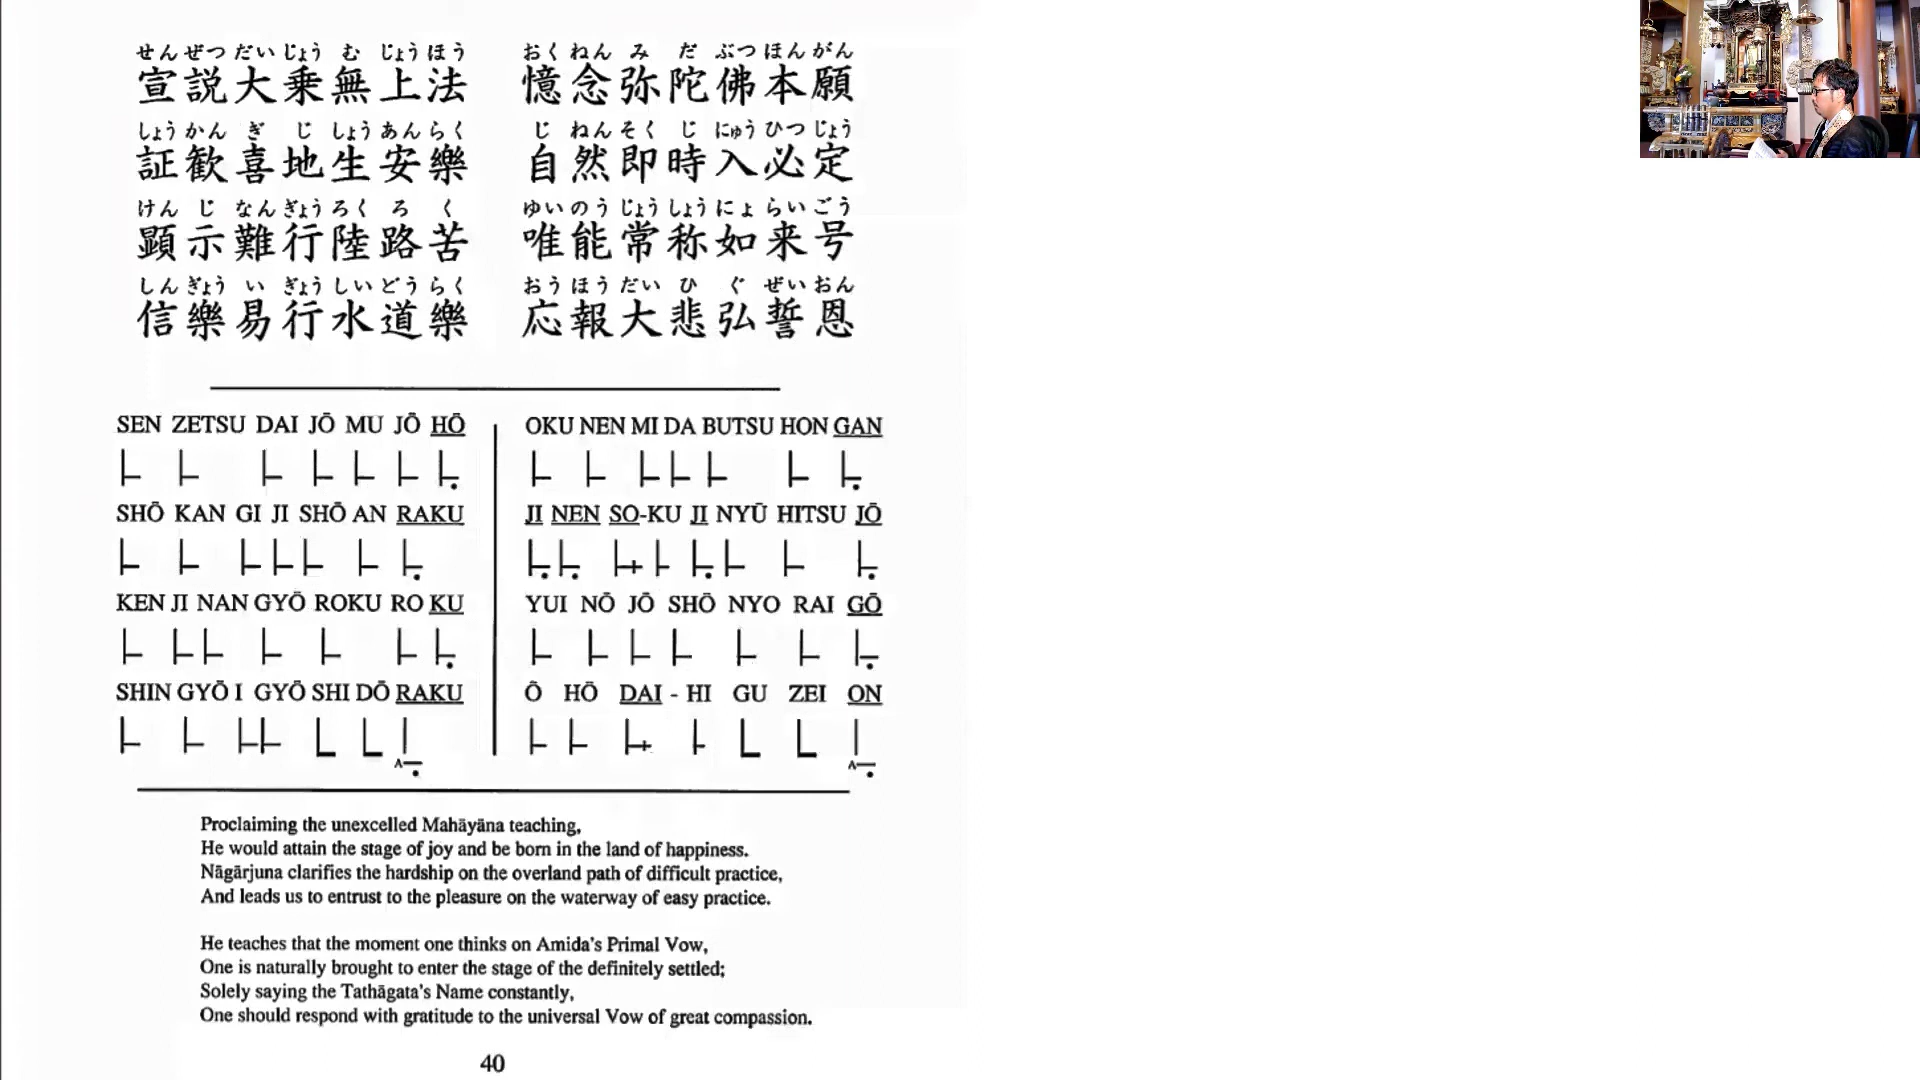 せんぜつだいじょうむじょうほう
宣説大乗無上法
しょうかんぎじしょうあんらく
証歓喜地生安樂
けんじなんぎょうろくろく
顕示難行陸路苦
しんぎょういぎょうしいどうらく
信樂易行水道樂
おくねんみだぶつほんがん
憶念弥陀佛本願
じねんそくじにゅうひつじょう
自然即時入必定
ゆいのうじょうしょうにょらいごう
唯能常称如来号
おうほうだいひぐぜいおん
応報大悲弘誓恩
SEN ZETSU DAI JŌ MU JŌ HŌ
SHŌ KAN GI JI SHŌ AN RAKU
KEN JI NAN GYŌ ROKU RO KU
SHIN GYŌ I GYŌ SHI DŌ RAKU
OKU NEN MI DA BUTSU HON GAN
JI NEN SO-KU JI NYŪ HITSU JŌ
YUI NŌ JŌ SHŌ NYO RAI GŌ
Ō HŌ DAI - HI GU ZEI ON
Proclaiming the unexcelled Mahāyāna teaching,
He would attain the stage of joy and be born in the land of happiness.
Nāgārjuna clarifies the hardship on the overland path of difficult practice,
And leads us to entrust to the pleasure on the waterway of easy practice.
He teaches that the moment one thinks on Amida's Primal Vow,
One is naturally brought to enter the stage of the definitely settled;
Solely saying the Tathāgata's Name constantly,
One should respond with gratitude to the universal Vow of great compassion.
40